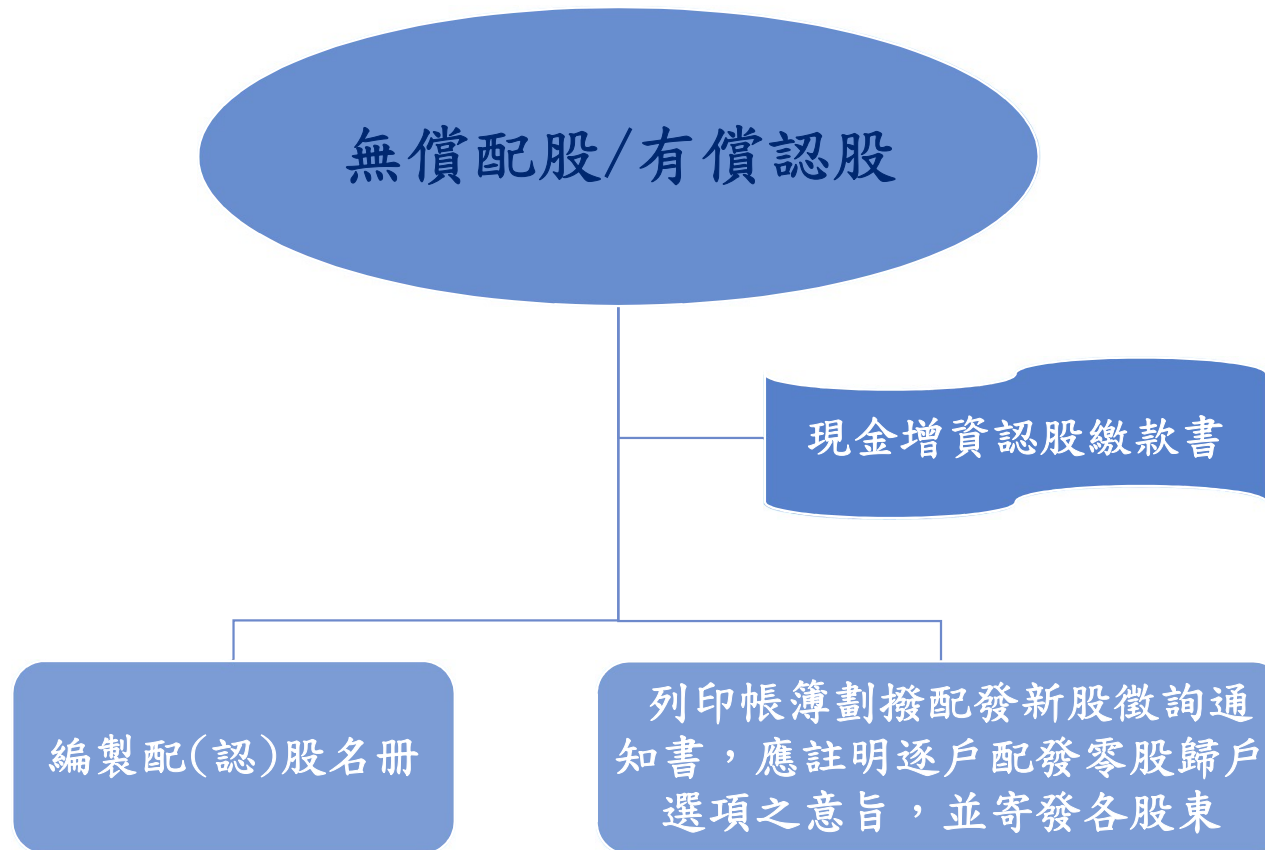 無償配股/有償認股
現金增資認股繳款書
編製配(認)股名冊
列印帳簿劃撥配發新股徵詢通
知書，應註明逐戶配發零股歸戶
選項之意旨，並寄發各股東